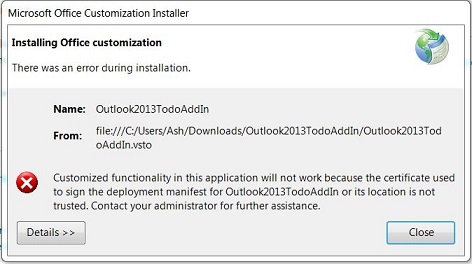 Microsoft Office Customization Installer
Installing Office customization
There was an error during installation.
Name: Outlook2013TodoAddIn
From: file:///C:/Users/Ash/Downloads/Outlook2013TodoAddIn/Outlook2013Tod
oAddIn.vsto
Customized functionality in this application will not work because the certificate used
to sign the deployment manifest for Outlook2013TodoAddIn or its location is not
trusted. Contact your administrator for further assistance.
Details >> Close